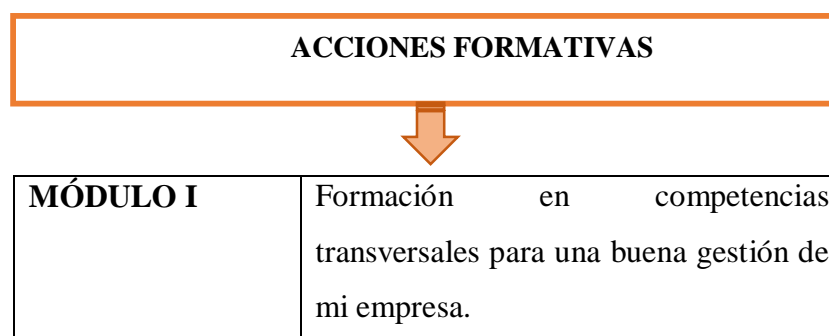 ACCIONES FORMATIVAS
MÓDULO I
Formación en competencias
transversales para una buena gestión de
mi empresa.